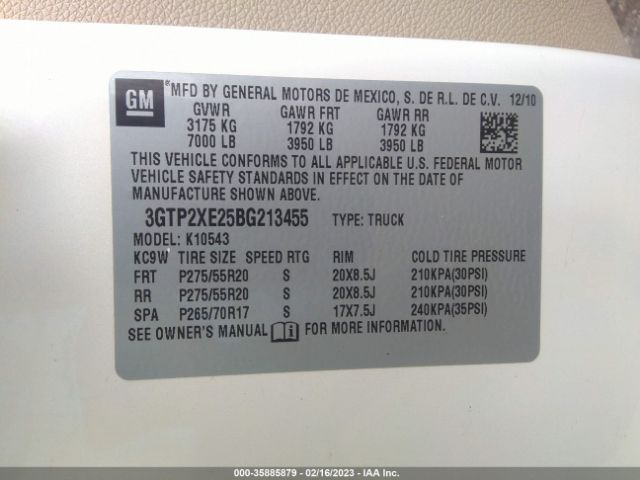 GM
MFD BY GENERAL MOTORS DE MEXICO, S. DE R.L. DE C.V. 12/10
GVWR GAWR FRT GAWR RR
3175 KG 1792 KG 1792 KG
7000 LB 3950 LB 3950 LB
THIS VEHICLE CONFORMS TO ALL APPLICABLE U.S. FEDERAL MOTOR
VEHICLE SAFETY STANDARDS IN EFFECT ON THE DATE OF
MANUFACTURE SHOWN ABOVE.
3GTP2XE25BG213455 TYPE: TRUCK
MODEL: K10543
KC9W TIRE SIZE SPEED RTG RIM COLD TIRE PRESSURE
FRT P275/55R20 S 20X8.5J 210KPA(30PSI)
RR P275/55R20 S 20X8.5J 210KPA(30PSI)
SPA P265/70R17 S 17X7.5J 240KPA(35PSI)
SEE OWNER'S MANUAL FOR MORE INFORMATION.
000-35885879 - 02/16/2023 - IAA Inc.